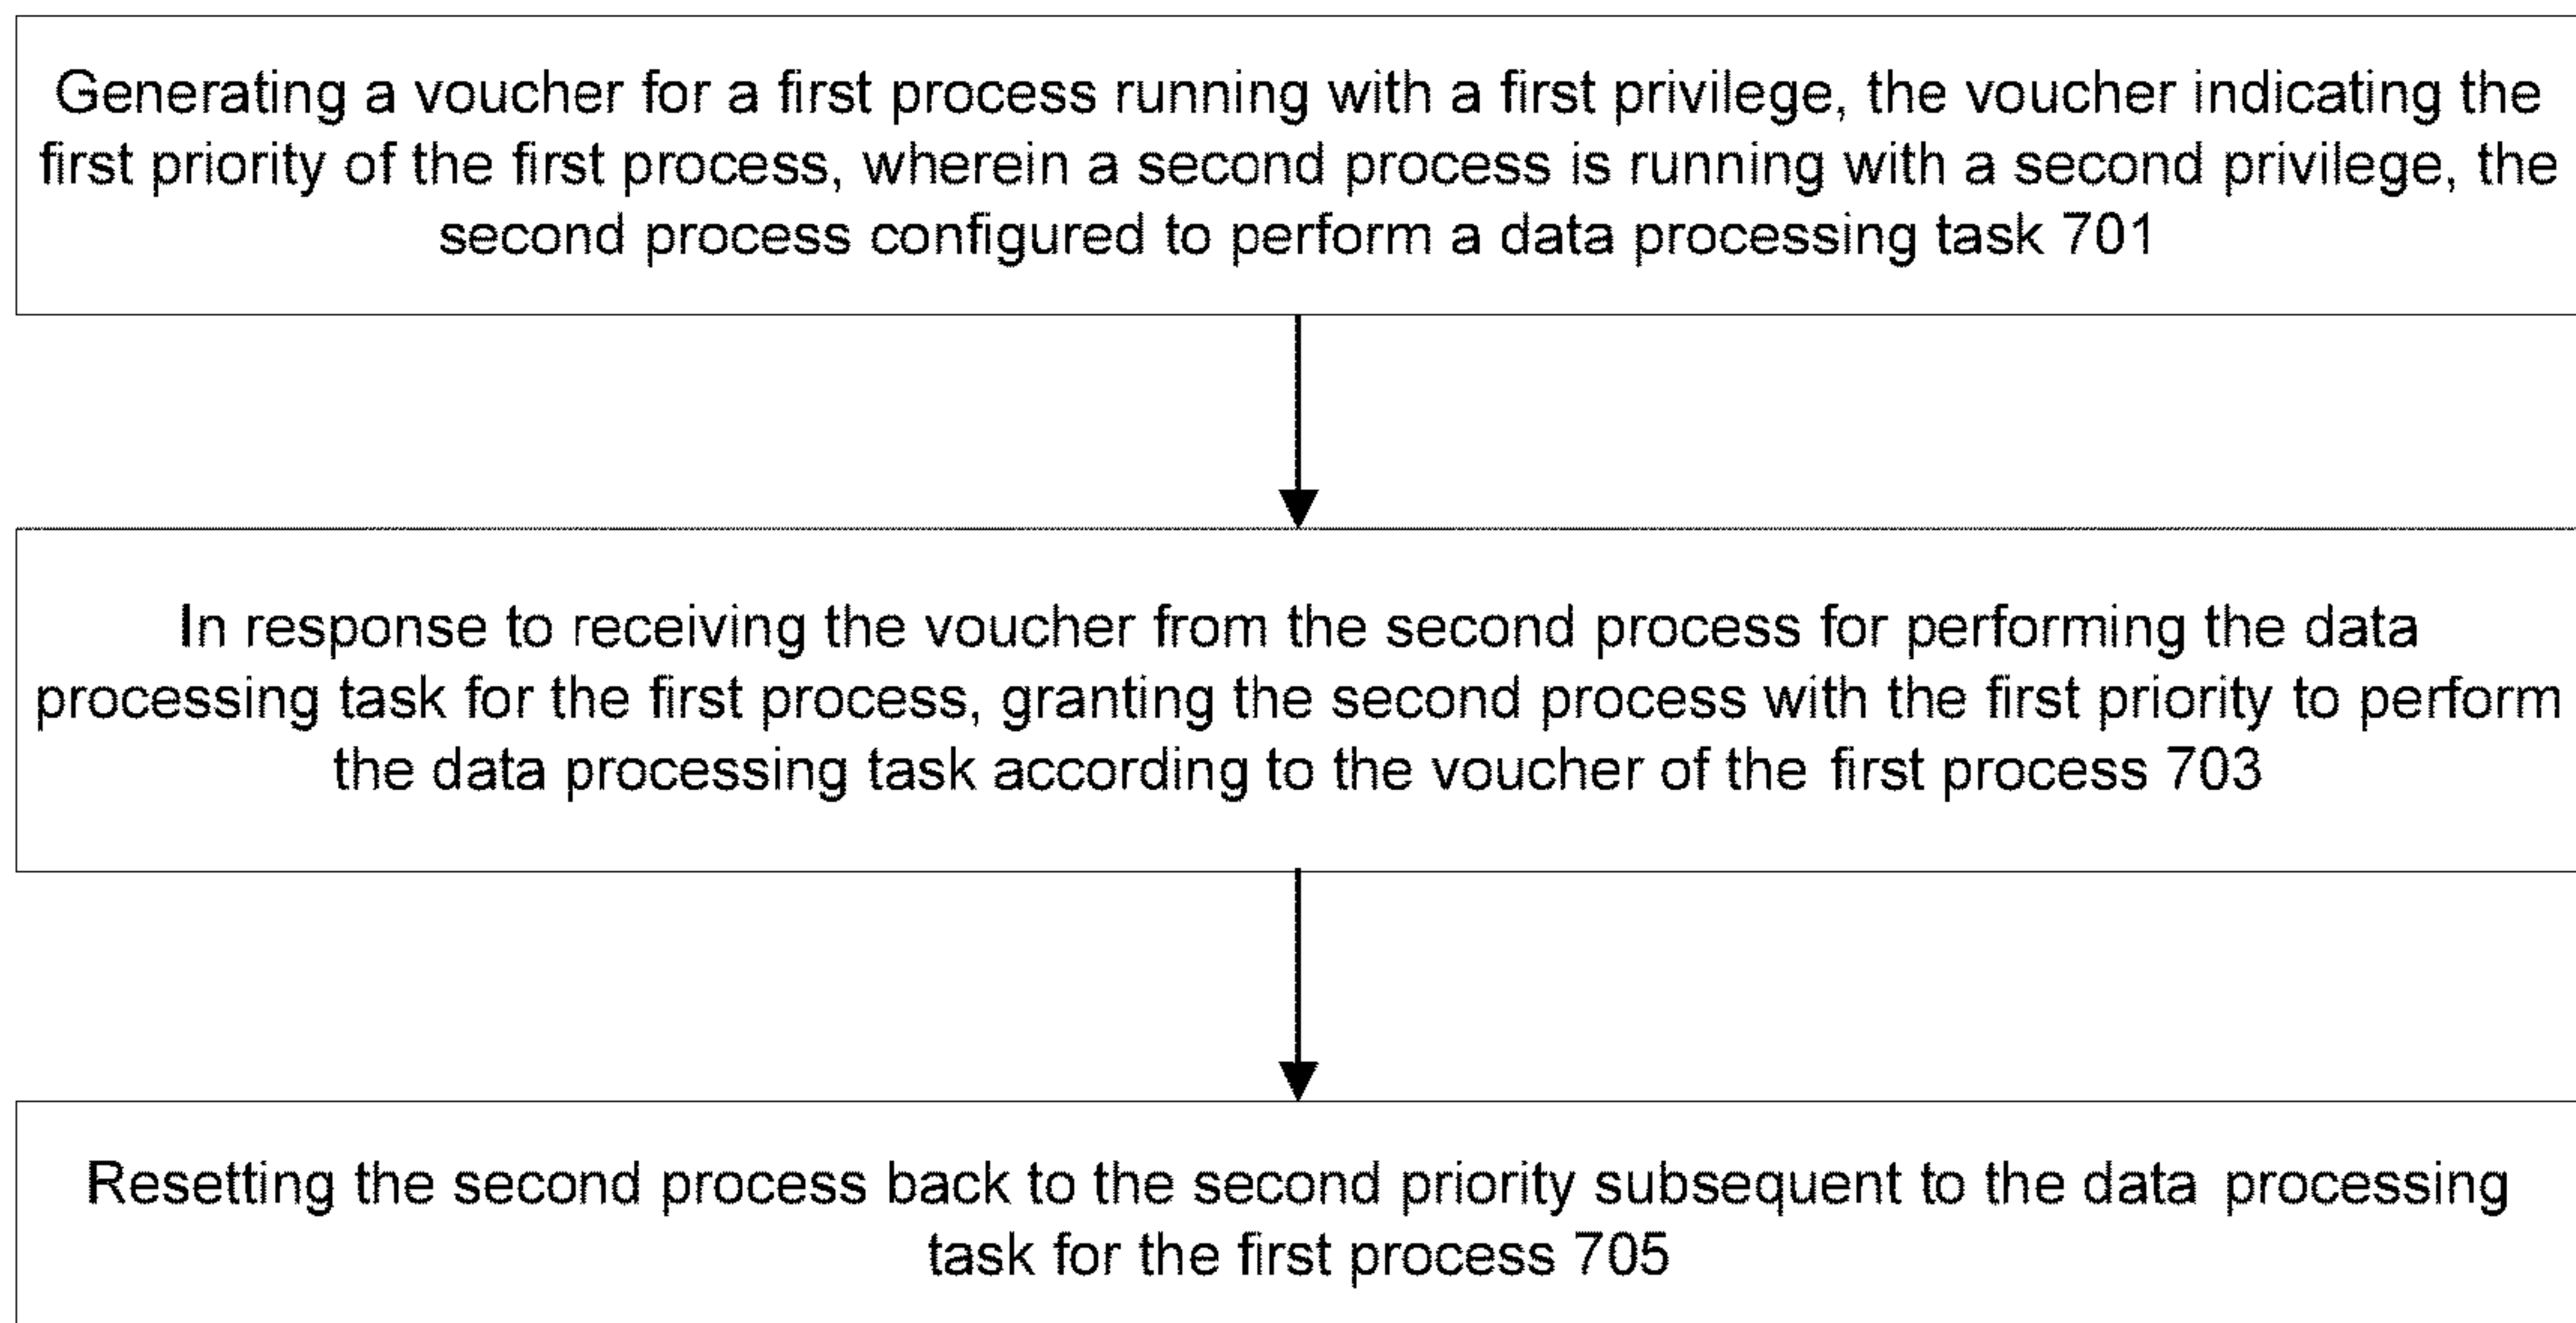 Generating a voucher for a first process running with a first privilege, the voucher indicating the
first priority of the first process, wherein a second process is running with a second privilege, the
second process configured to perform a data processing task 701
In response to receiving the voucher from the second process for performing the data
processing task for the first process, granting the second process with the first priority to perform
the data processing task according to the voucher of the first process 703
Resetting the second process back to the second priority subsequent to the data processing
task for the first process 705